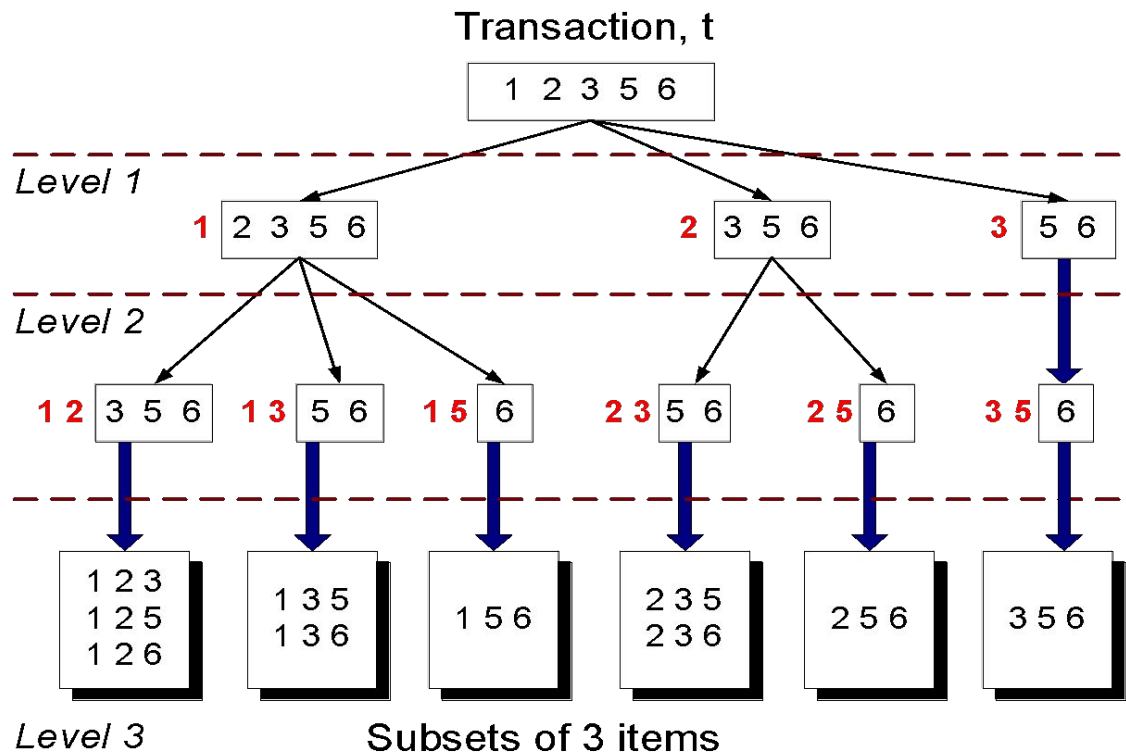 Transaction, t
1 2 3 5 6
Level 1
1 2 3 5 6
2 3 5 6
3 5 6
Level 2
1 2 3 5 6
1 3 5 6
1 5 6
2 3 5 6
2 5 6
3 5 6
1 2 3
1 2 5
1 2 6
1 3 5
1 3 6
1 5 6
2 3 5
2 3 6
2 5 6
3 5 6
Level 3
Subsets of 3 items